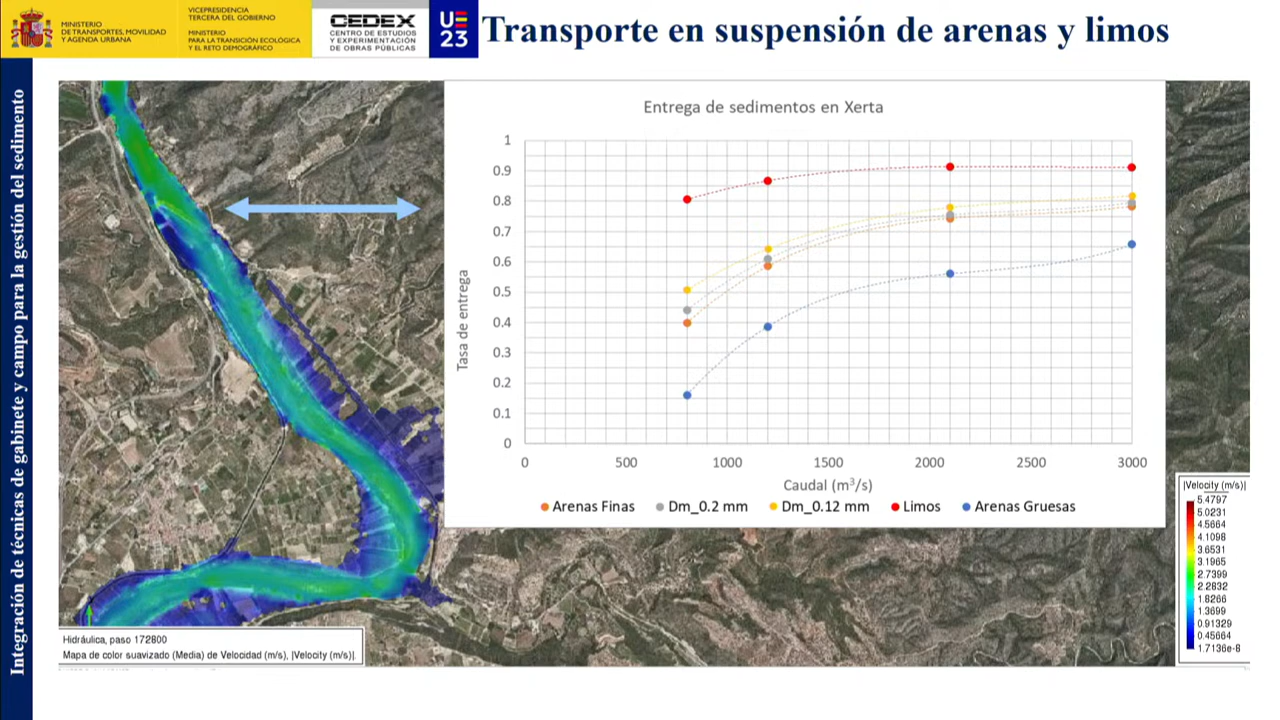 MINISTERIO
DE TRANSPORTES, MOVILIDAD
Y AGENDA URBANA
VICEPRESIDENCIA
TERCERA DEL GOBIERNO
MINISTERIO
PARA LA TRANSICIÓN ECOLÓGICA
Y EL RETO DEMOGRÁFICO
CEDEX
CENTRO DE ESTUDIOS
Y EXPERIMENTACIÓN
DE OBRAS PÚBLICAS
UE
23
Transporte en suspensión de arenas y limos
Integración de técnicas de gabinete y campo para la gestión del sedimento
Entrega de sedimentos en Xerta
Tasa de entrega
1
0.9
0.8
0.7
0.6
0.5
0.4
0.3
0.2
0.1
0
0 500 1000 1500 2000 2500 3000
Caudal (m³/s)
Arenas Finas Dm_0.2 mm Dm_0.12 mm Limos Arenas Gruesas
|Velocity (m/s)|
5.4797
5.0231
4.5664
4.1098
3.6531
3.1965
2.7399
2.2832
1.8266
1.3699
0.91329
0.45664
1.7136e-8
Hidráulica, paso 172800
Mapa de color suavizado (Media) de Velocidad (m/s), |Velocity (m/s)|.